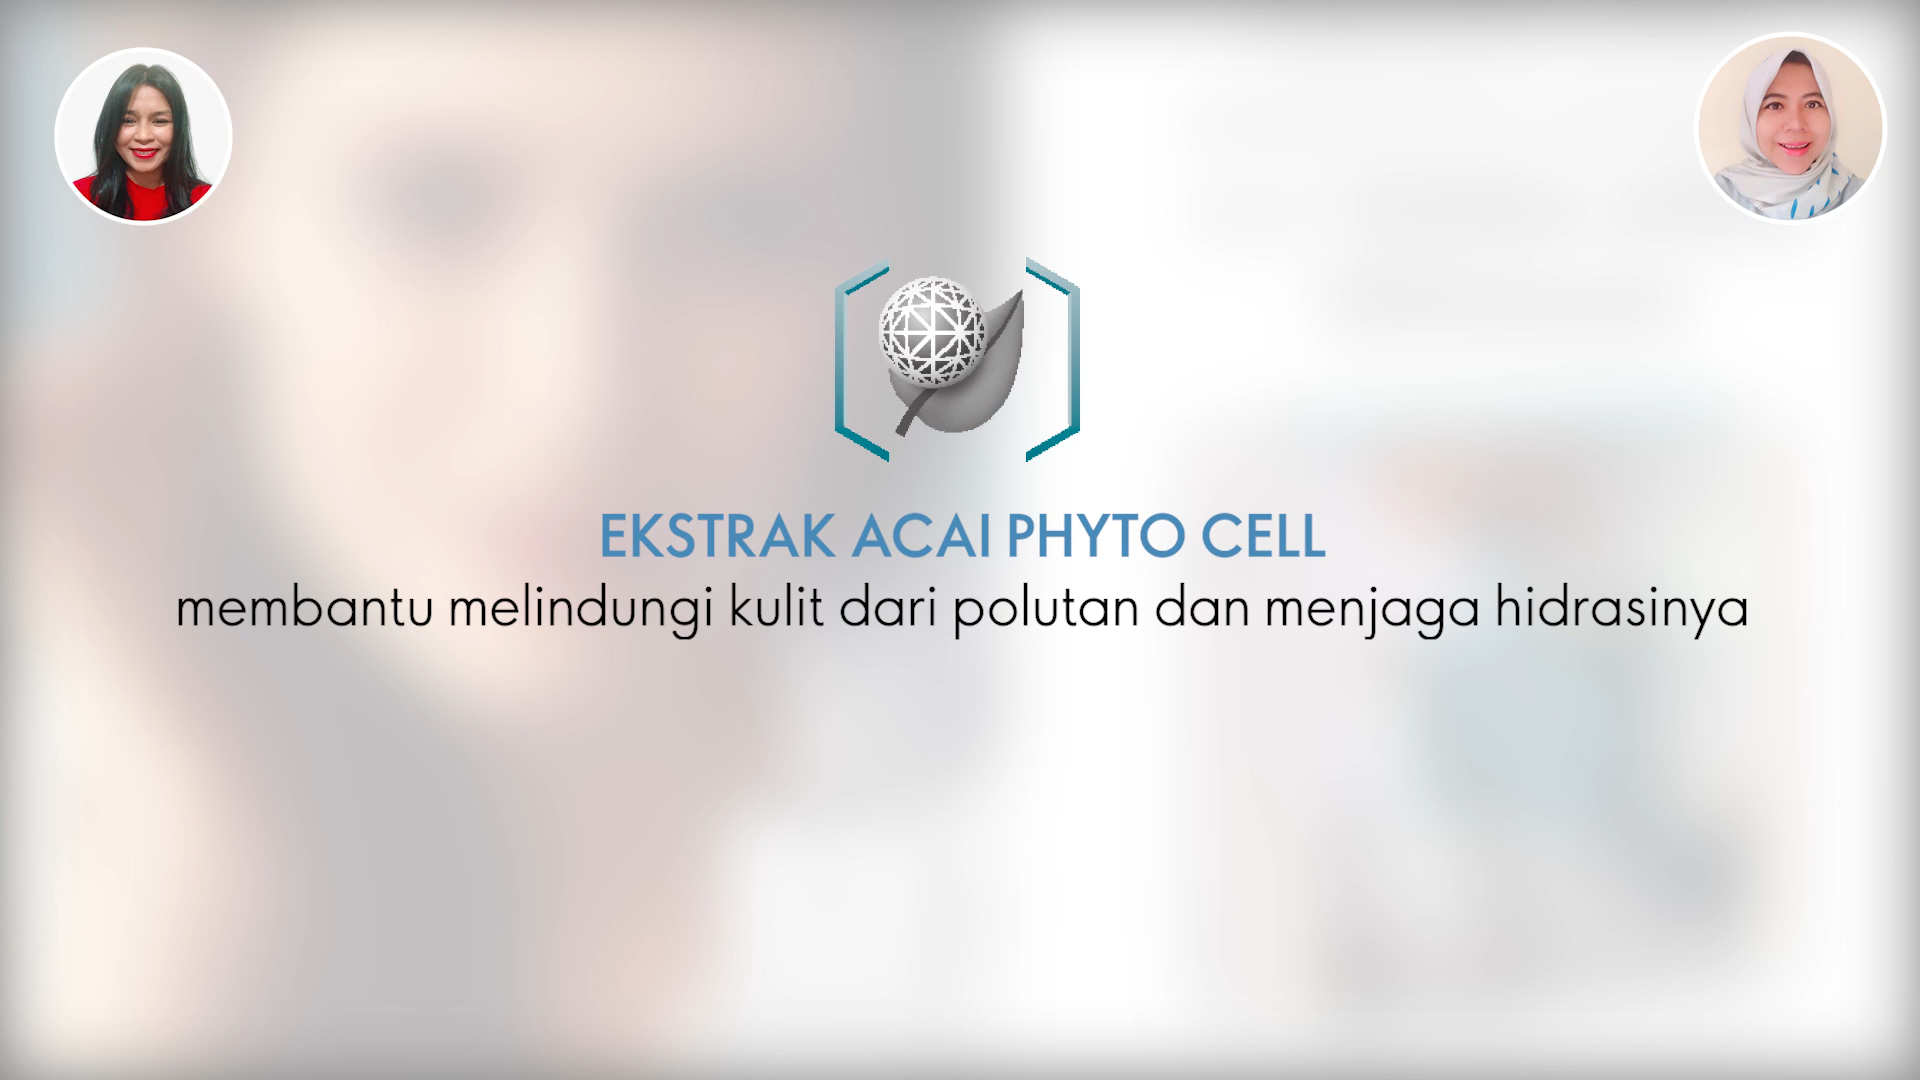 EKSTRAK ACAI PHYTO CELL
membantu melindungi kulit dari polutan dan menjaga hidrasinya